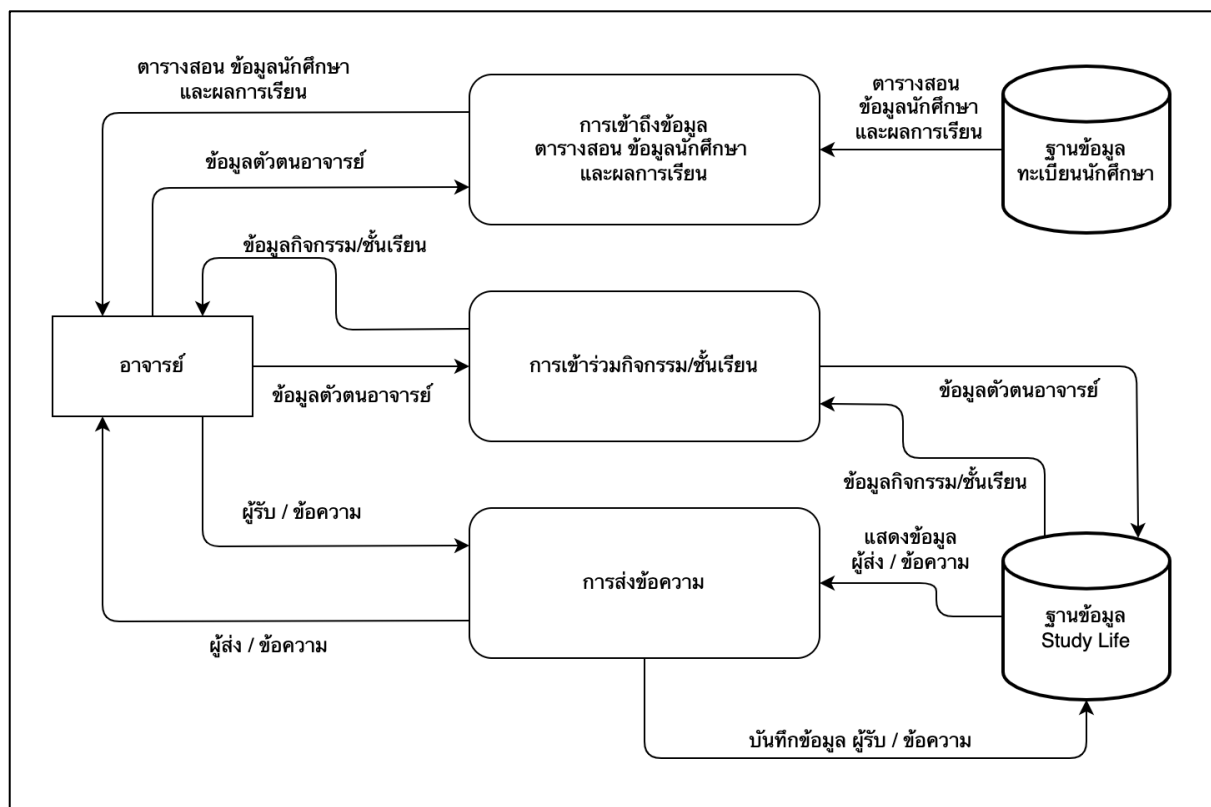 ตารางสอน ข้อมูลนักศึกษา
และผลการเรียน
การเข้าถึงข้อมูล
ตารางสอน ข้อมูลนักศึกษา
และผลการเรียน
ตารางสอน
ข้อมูลนักศึกษา
และผลการเรียน
ฐานข้อมูล
ทะเบียนนักศึกษา
ข้อมูลตัวตนอาจารย์
ข้อมูลกิจกรรม/ชั้นเรียน
อาจารย์
การเข้าร่วมกิจกรรม/ชั้นเรียน
ข้อมูลตัวตนอาจารย์
ข้อมูลตัวตนอาจารย์
ข้อมูลกิจกรรม/ชั้นเรียน
ผู้รับ / ข้อความ
แสดงข้อมูล
ผู้ส่ง / ข้อความ
การส่งข้อความ
ฐานข้อมูล
Study Life
ผู้ส่ง / ข้อความ
บันทึกข้อมูล ผู้รับ / ข้อความ